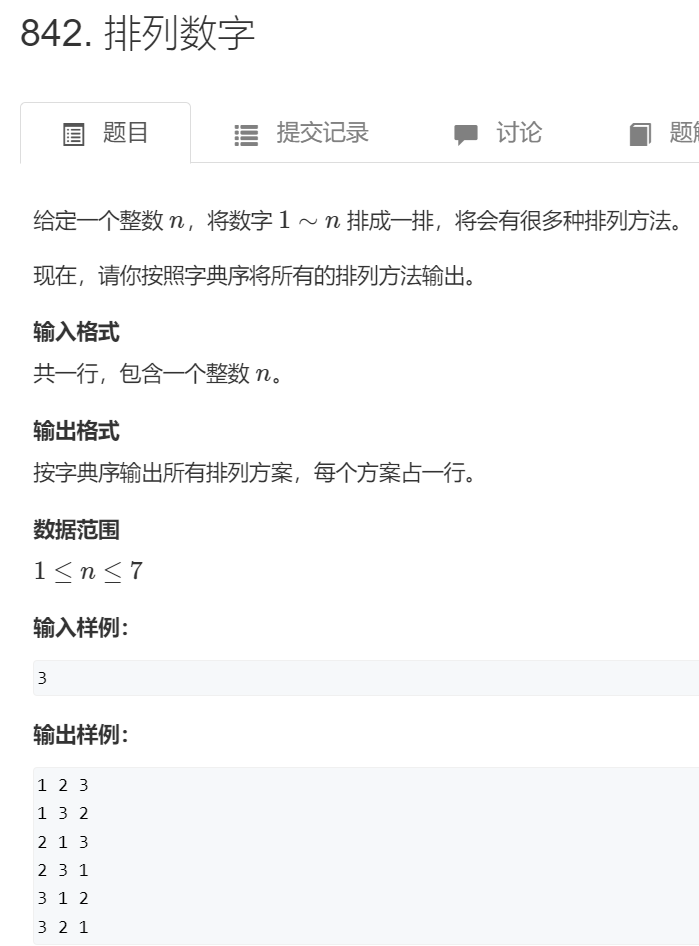 842. 排列数字
题目 提交记录 讨论
给定一个整数 n，将数字 1 ∼ n 排成一排，将会有很多种排列方法。
现在，请你按照字典序将所有的排列方法输出。
输入格式
共一行，包含一个整数 n。
输出格式
按字典序输出所有排列方案，每个方案占一行。
数据范围
1 ≤ n ≤ 7
输入样例：
3
输出样例：
1 2 3
1 3 2
2 1 3
2 3 1
3 1 2
3 2 1